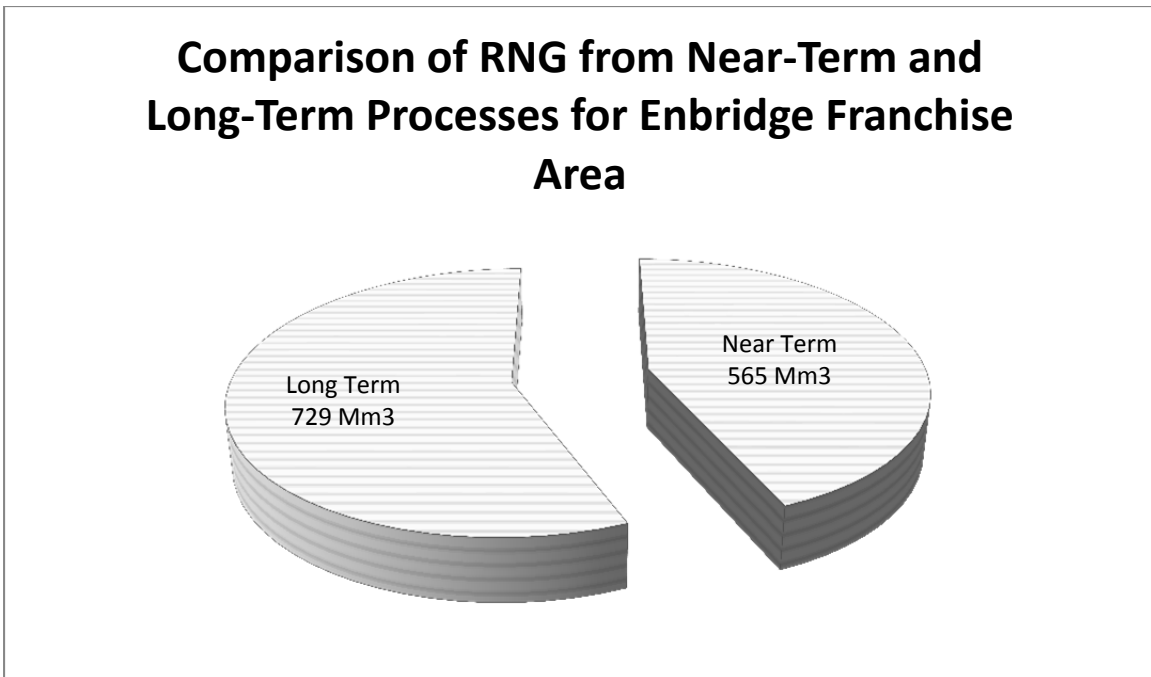 Comparison of RNG from Near-Term and
Long-Term Processes for Enbridge Franchise
Area
Near Term
565 Mm3
Long Term
729 Mm3